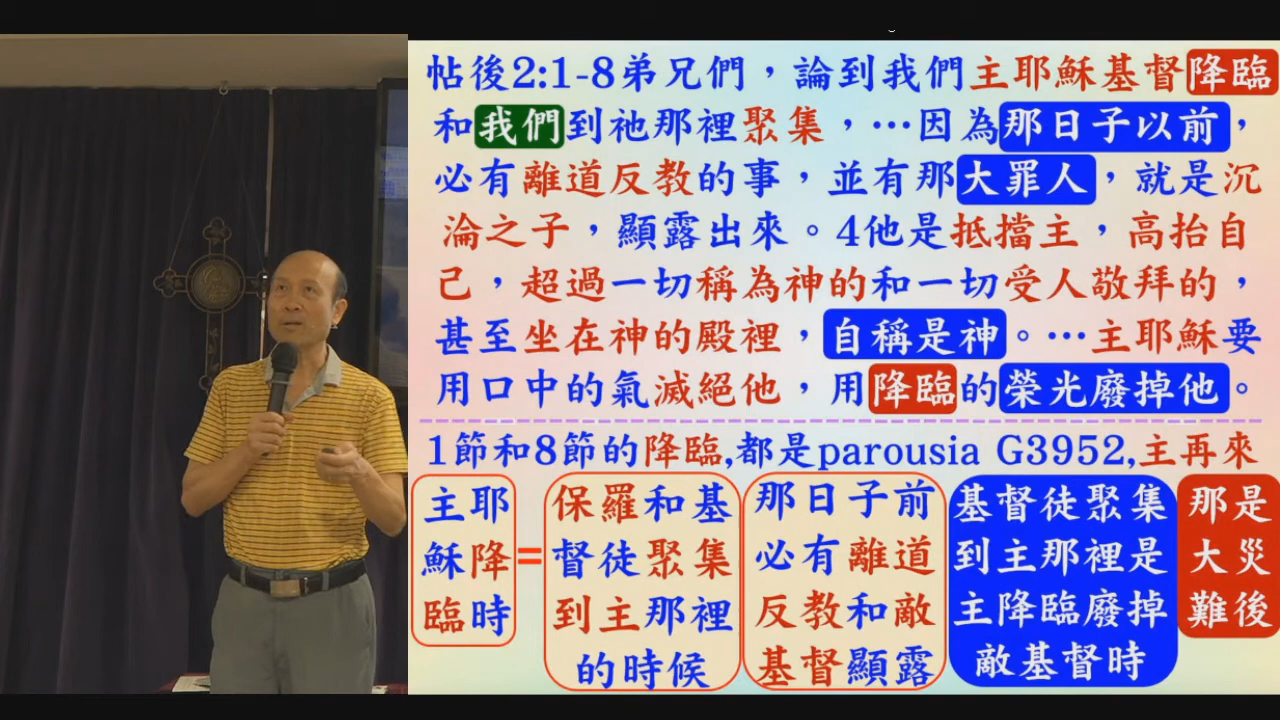 帖後2:1-8弟兄們，論到我們主耶穌基督降臨
和我們到祂那裡聚集，…因為那日子以前，
必有離道反教的事，並有那大罪人，就是沉
淪之子，顯露出來。4他是抵擋主，高抬自
己，超過一切稱為神的和一切受人敬拜的，
甚至坐在神的殿裡，自稱是神。…主耶穌要
用口中的氣滅絕他，用降臨的榮光廢掉他。
1節和8節的降臨,都是parousia G3952,主再來
主耶
穌降
臨時
=
保羅和基
督徒聚集
到主那裡
的時候
那日子前
必有離道
反教和敵
基督顯露
基督徒聚集
到主那裡是
主降臨廢掉
敵基督時
那是
大災
難後